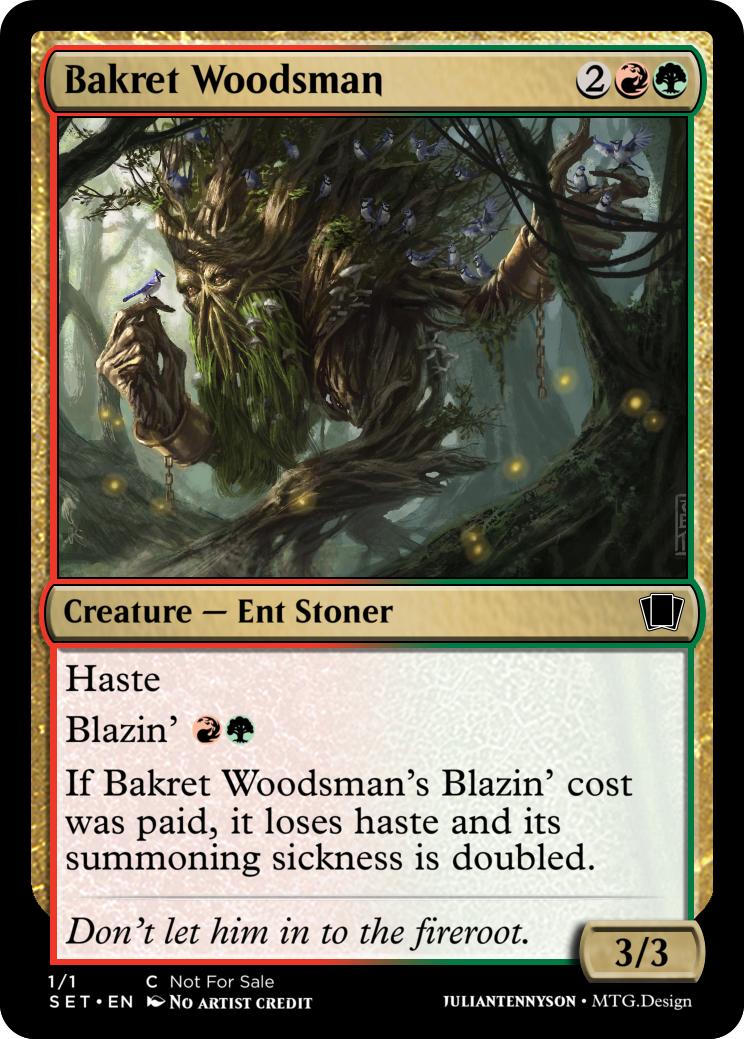 Bakret Woodsman 2
Creature — Ent Stoner
Haste
Blazin'
If Bakret Woodsman's Blazin' cost
was paid, it loses haste and its
summoning sickness is doubled.
Don't let him in to the fireroot.
3/3
1/1 C Not For Sale
SET • EN No ARTIST CREDIT JULIANTENNYSON • MTG.Design